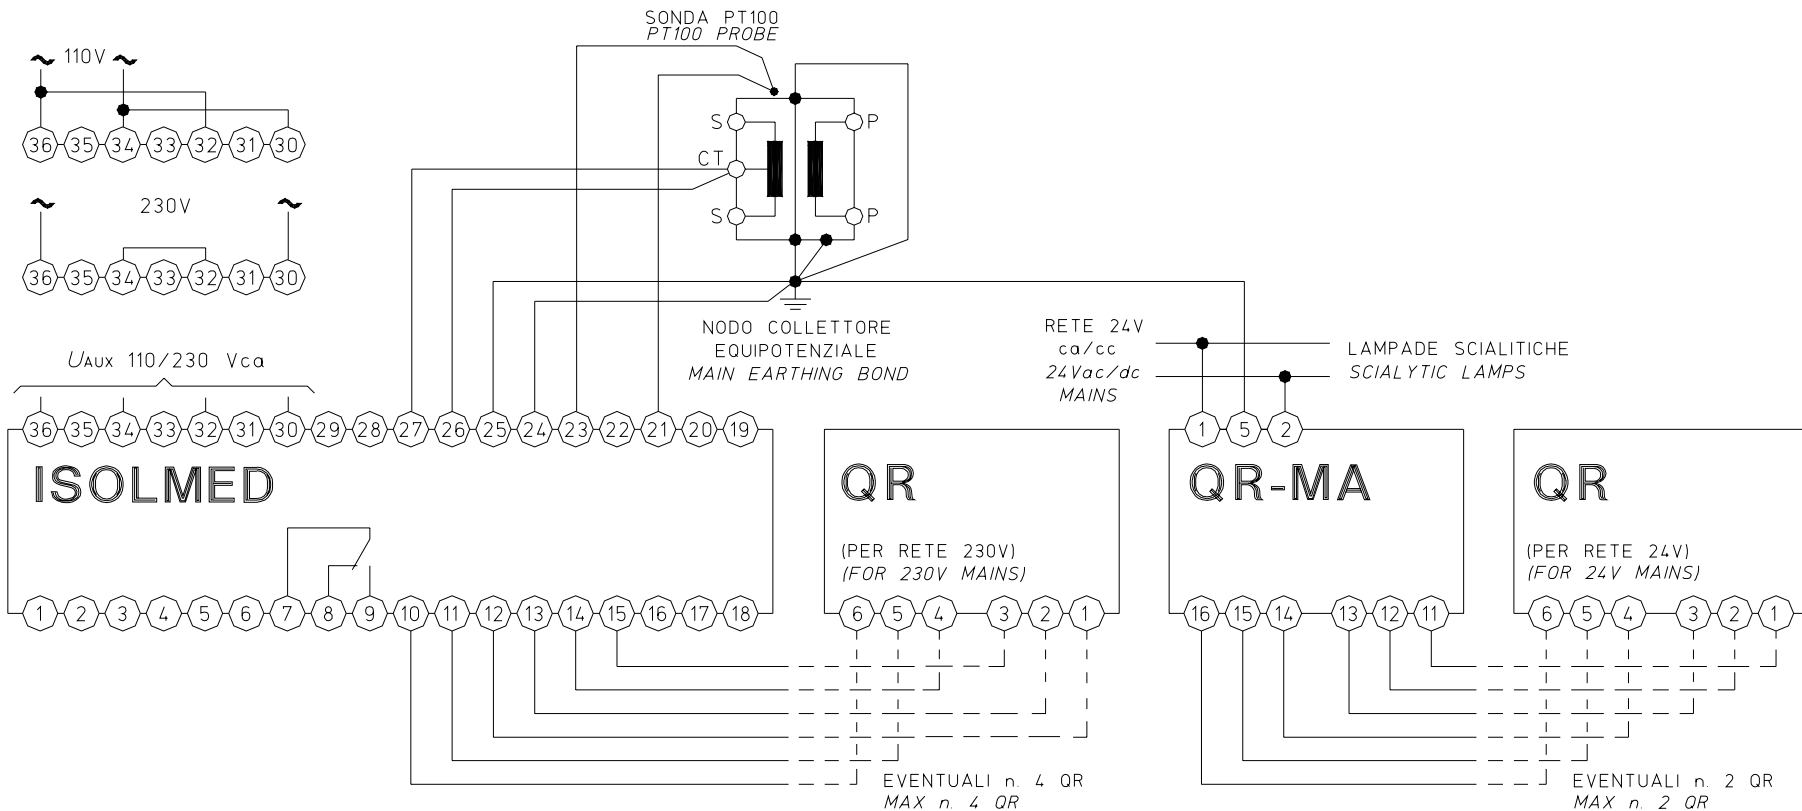 SONDA PT100
PT100 PROBE
110V
36 35 34 33 32 31 30
S P
CT
S P
230V
36 35 34 33 32 31 30
NODO COLLETTORE
EQUIPOTENZIALE
MAIN EARTHING BOND
RETE 24V
ca/cc
24Vac/dc
MAINS
LAMPADE SCIALITICHE
SCIALYTIC LAMPS
UAUX 110/230 Vca
36 35 34 33 32 31 30 29 28 27 26 25 24 23 22 21 20 19
ISOLMED
1 2 3 4 5 6 7 8 9 10 11 12 13 14 15 16 17 18
QR
(PER RETE 230V)
(FOR 230V MAINS)
6 5 4 3 2 1
EVENTUALI n. 4 QR
MAX n. 4 QR
1 5 2
QR-MA
16 15 14 13 12 11
QR
(PER RETE 24V)
(FOR 24V MAINS)
6 5 4 3 2 1
EVENTUALI n. 2 QR
MAX n. 2 QR